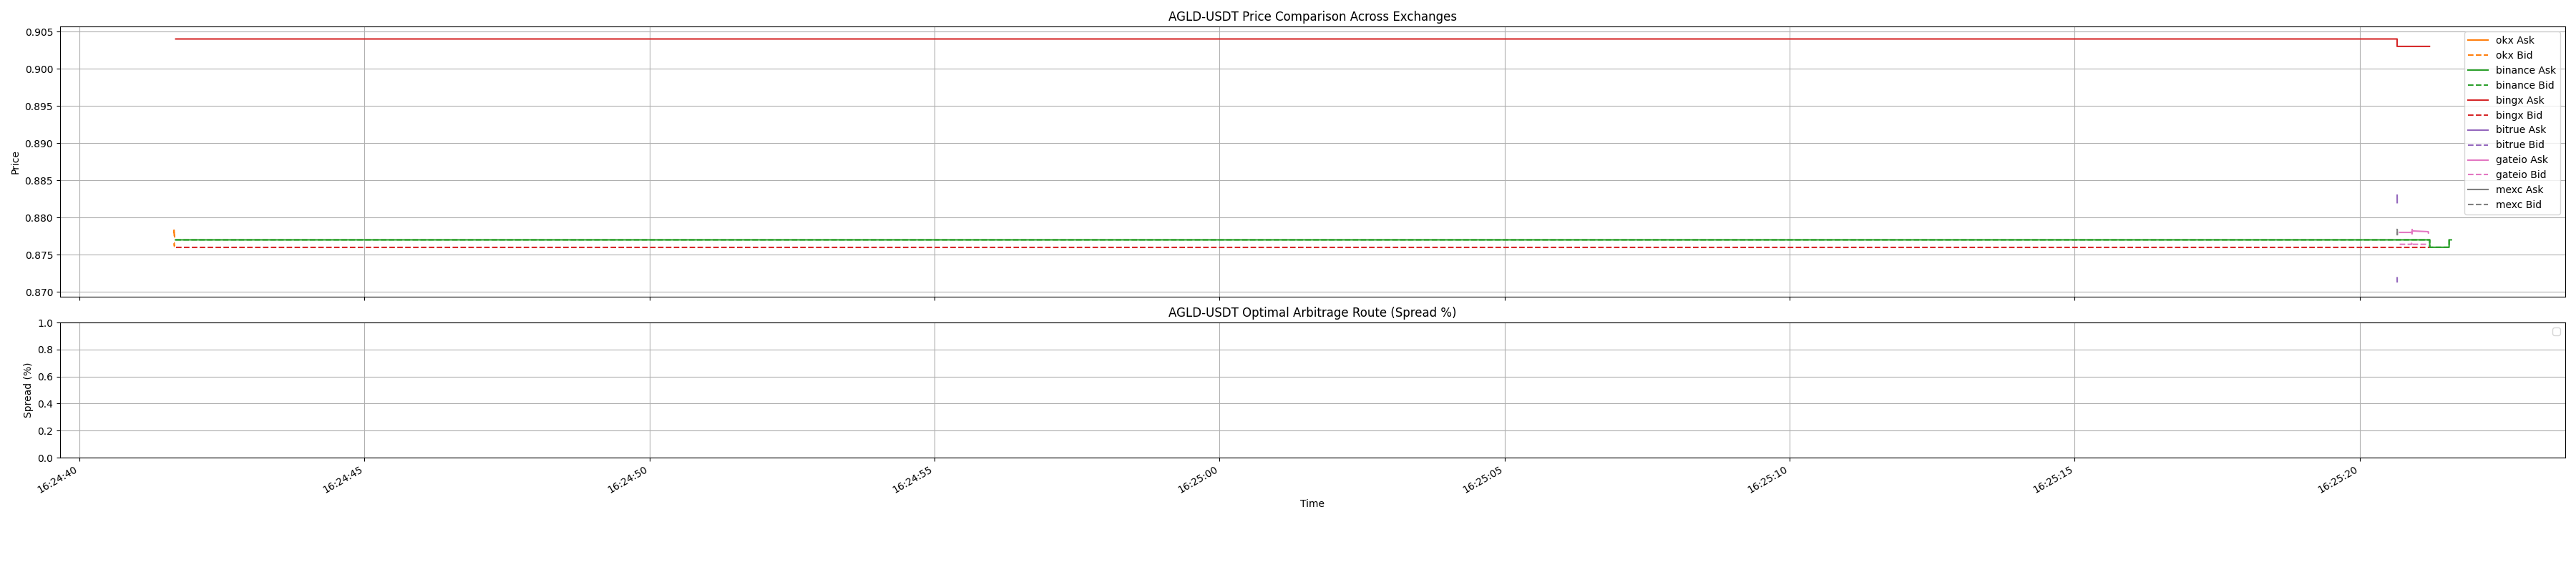 AGLD-USDT Price Comparison Across Exchanges
Price
0.905
0.900
0.895
0.890
0.885
0.880
0.875
0.870
okx Ask
okx Bid
binance Ask
binance Bid
bingx Ask
bingx Bid
bitrue Ask
bitrue Bid
gateio Ask
gateio Bid
mexc Ask
mexc Bid
AGLD-USDT Optimal Arbitrage Route (Spread %)
Spread (%)
1.0
0.8
0.6
0.4
0.2
0.0
16:24:40
16:24:45
16:24:50
16:24:55
16:25:00
16:25:05
16:25:10
16:25:15
16:25:20
Time